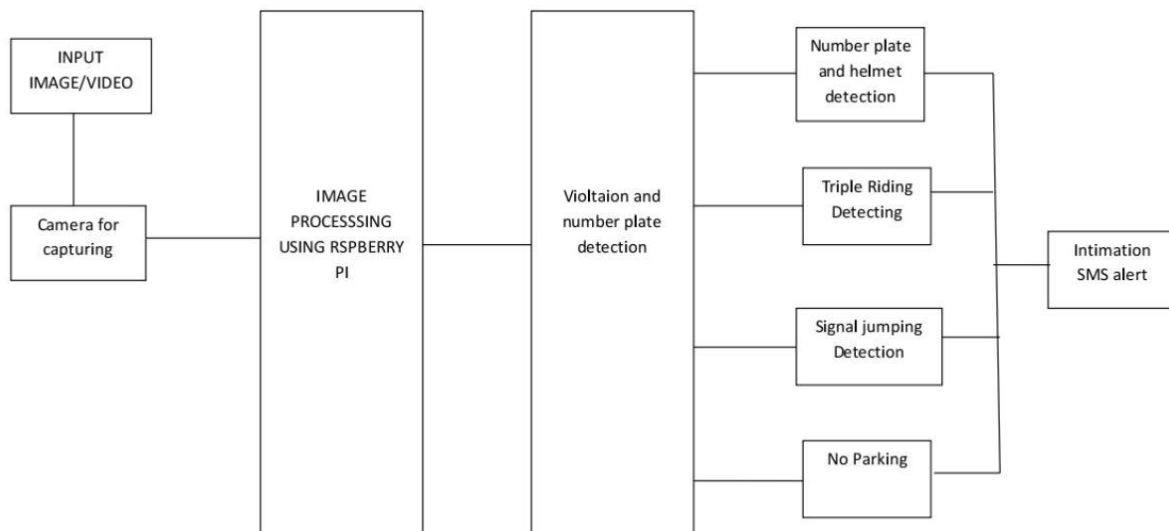 INPUT
IMAGE/VIDEO
Camera for
capturing
IMAGE
PROCESSSING
USING RSPBERRY
PI
Violtaion and
number plate
detection
Number plate
and helmet
detection
Triple Riding
Detecting
Signal jumping
Detection
No Parking
Intimation
SMS alert